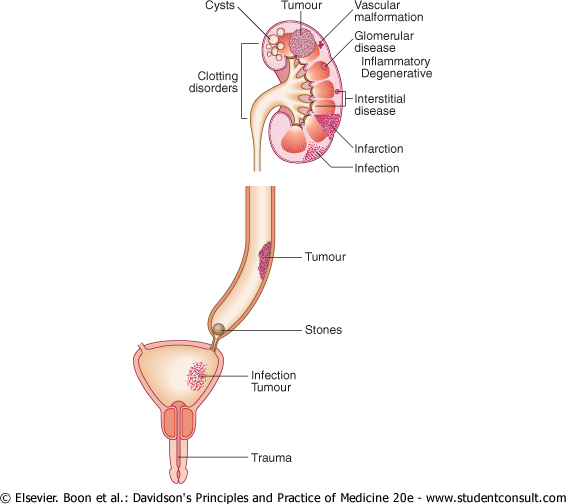 Cysts
Tumour
Vascular
malformation
Glomerular
disease
Inflammatory
Degenerative
Clotting
disorders
Interstitial
disease
Infarction
Infection
Tumour
Stones
Infection
Tumour
Trauma
© Elsevier. Boon et al.: Davidson's Principles and Practice of Medicine 20e - www.studentconsult.com